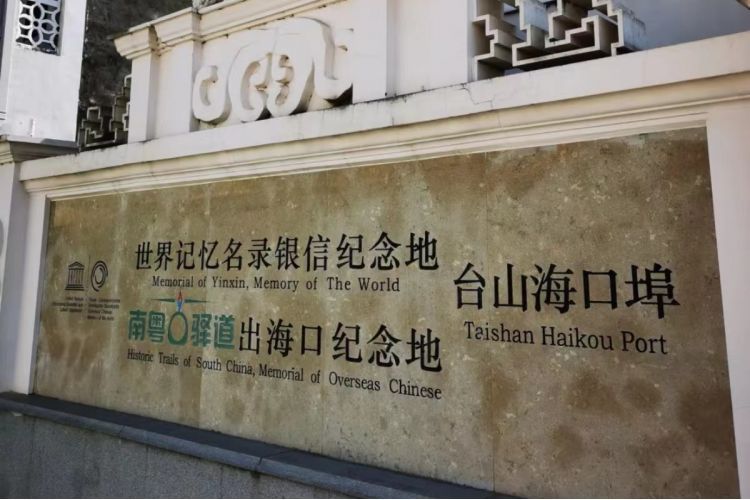 世界记忆名录银信纪念地
Memorial of Yinxin, Memory of The World
南粤古驿道出海口纪念地
Historic Trails of South China, Memorial of Overseas Chinese
台山海口埠
Taishan Haikou Port